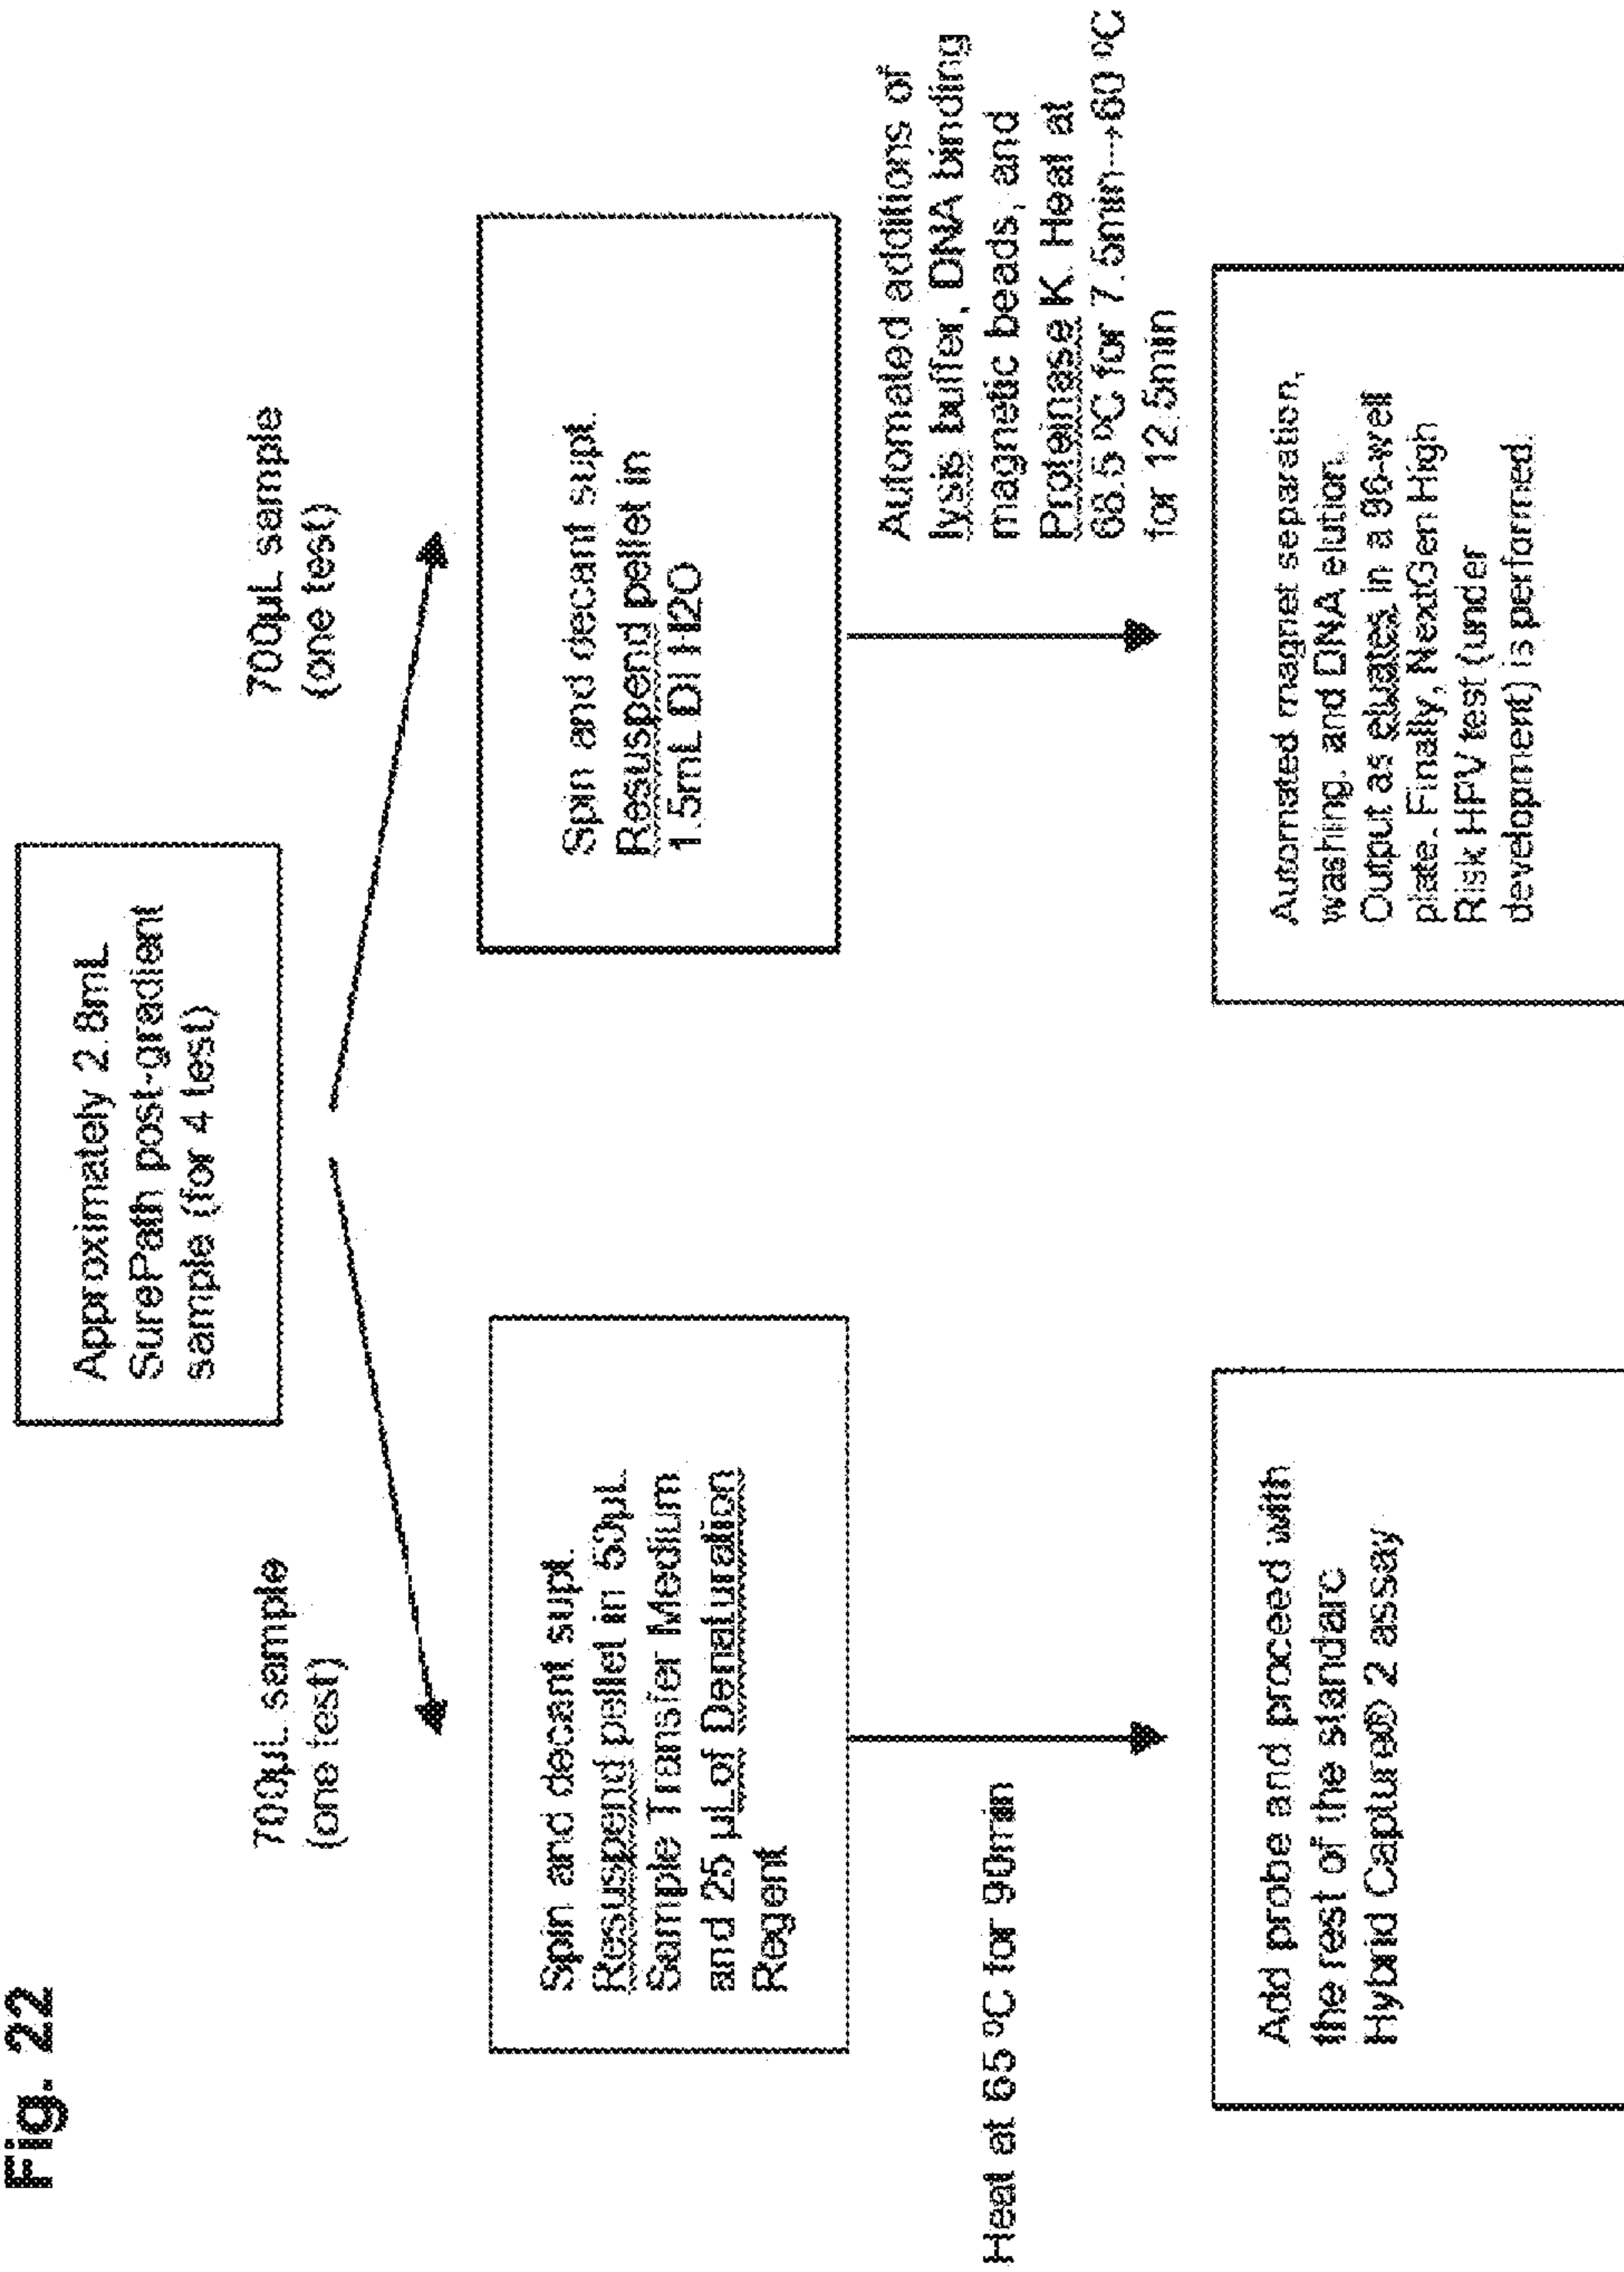 Fig. 22
Approximately 2.8mL
SurePath post-gradient
sample (for 4 test)
700µL sample
(one test)
700µL sample
(one test)
Spin and decant supt.
Resuspend pellet in 50µL
Sample Transfer Medium
and 25 µLof Denaturation
Regent
Spin and decant supt.
Resuspend pellet in
1.5mL DI H2O
Heat at 65 ºC for 90min
Automated additions of
lysis buffer, DNA binding
magnetic beads, and
Proteinase K. Heat at
68.5 ºC for 7.5min→60 ºC
for 12.5min
Add probe and proceed with
the rest of the standarc
Hybrid Capture® 2 assay
Automated magnet separation,
washing, and DNA elution.
Output as eluates in a 96-well
plate. Finally, NextGen High
Risk HPV test (under
development) is performed.